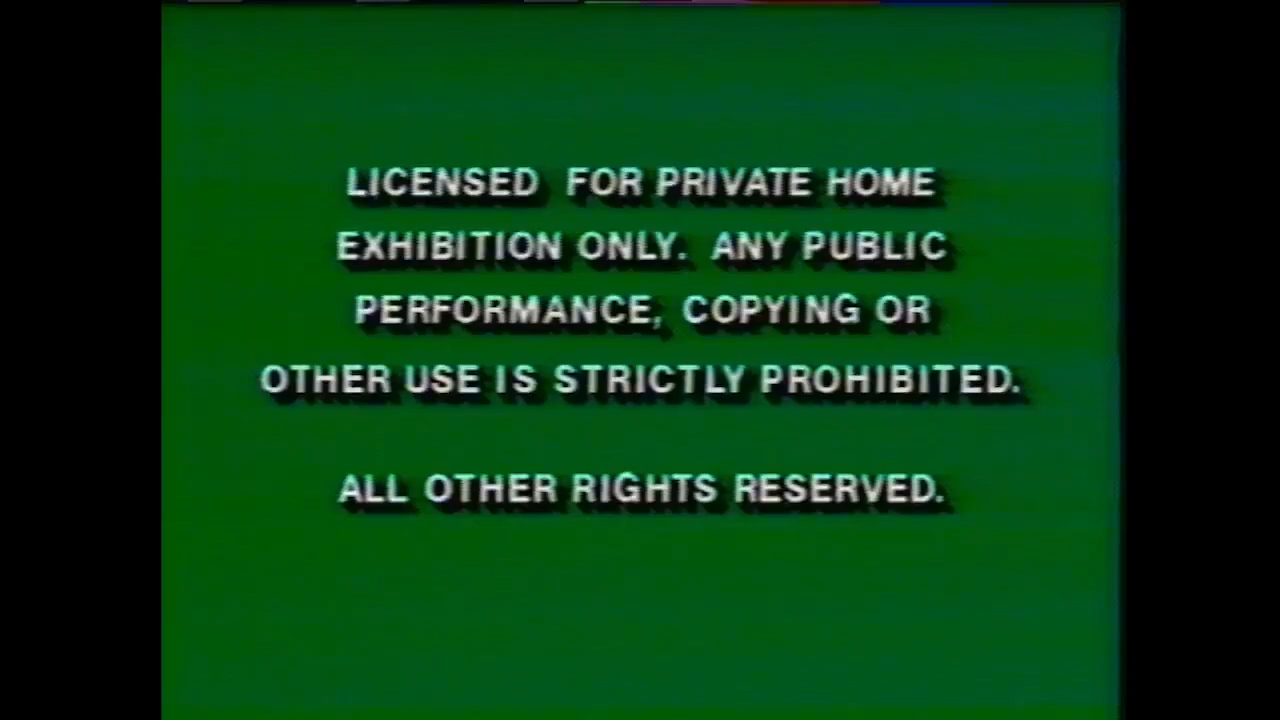 LICENSED FOR PRIVATE HOME
EXHIBITION ONLY. ANY PUBLIC
PERFORMANCE, COPYING OR
OTHER USE IS STRICTLY PROHIBITED.
ALL OTHER RIGHTS RESERVED.